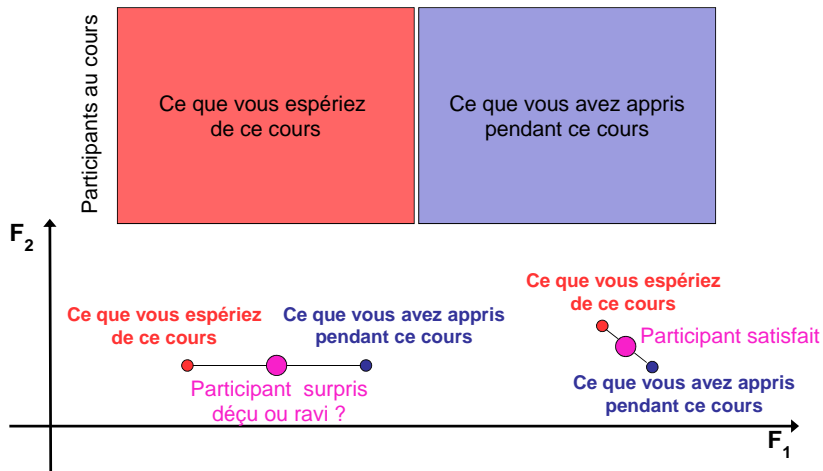 Participants au cours
Ce que vous espériez
de ce cours
Ce que vous avez appris
pendant ce cours
F2
Ce que vous espériez
de ce cours
Ce que vous avez appris
pendant ce cours
Participant surpris
déçu ou ravi ?
Ce que vous espériez
de ce cours
Participant satisfait
Ce que vous avez appris
pendant ce cours
F1